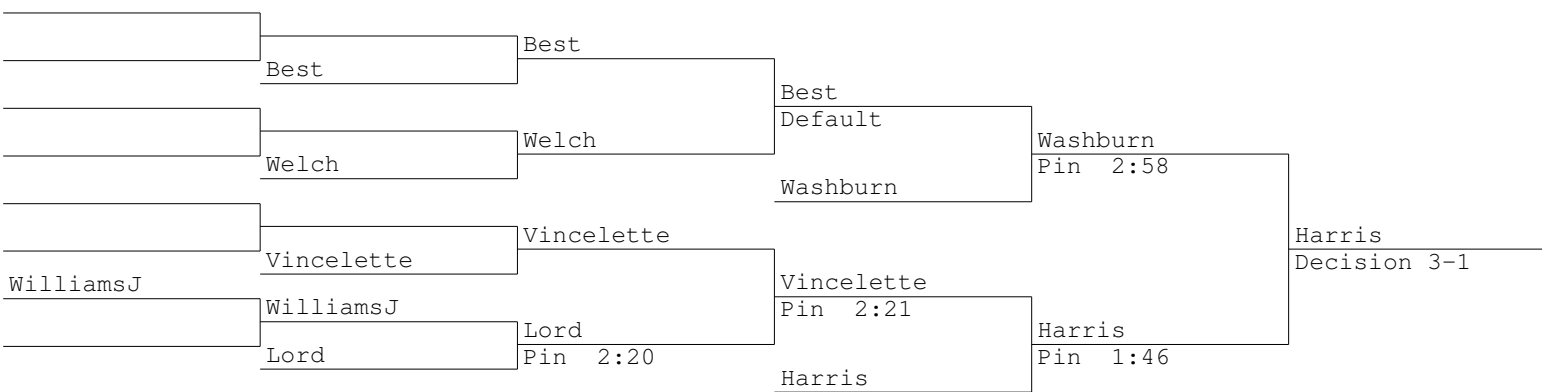 Best
Best
Best
Default
Welch
Washburn
Welch
Pin 2:58
Washburn
Vincelette
Harris
Vincelette
Decision 3-1
WilliamsJ
Vincelette
WilliamsJ
Pin 2:21
Lord
Harris
Lord
Pin 2:20
Pin 1:46
Harris